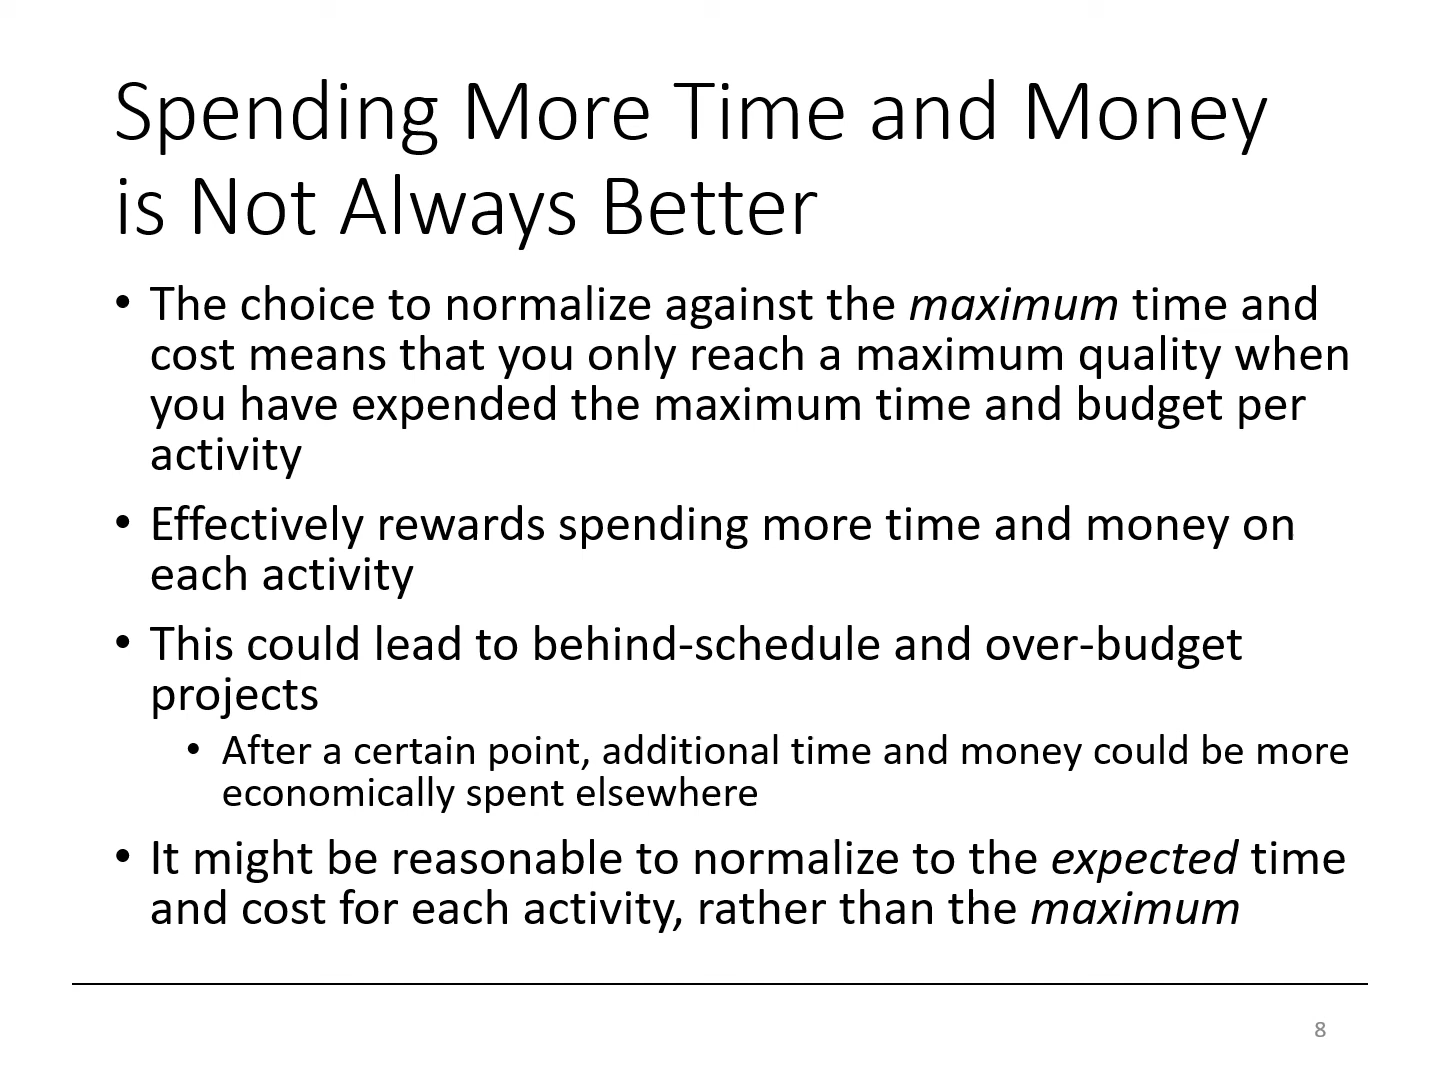 Spending More Time and Money
is Not Always Better
• The choice to normalize against the maximum time and
cost means that you only reach a maximum quality when
you have expended the maximum time and budget per
activity
• Effectively rewards spending more time and money on
each activity
• This could lead to behind-schedule and over-budget
projects
• After a certain point, additional time and money could be more
economically spent elsewhere
• It might be reasonable to normalize to the expected time
and cost for each activity, rather than the maximum
8